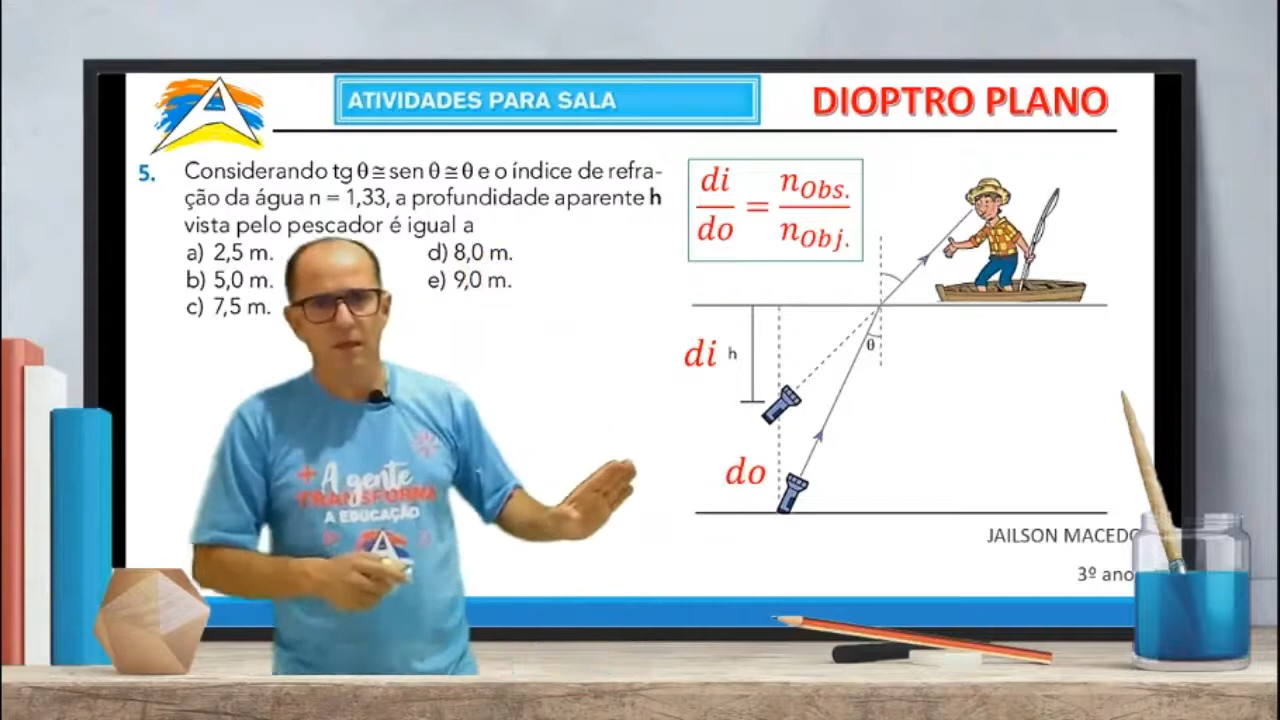 ATIVIDADES PARA SALA
DIOPTRO PLANO
5. Considerando tg θ ≅ sen θ ≅ θ e o índice de refra-
ção da água n = 1,33, a profundidade aparente h
vista pelo pescador é igual a
a) 2,5 m.
b) 5,0 m.
c) 7,5 m.
d) 8,0 m.
e) 9,0 m.
di/do = nObs./nObj.
θ
di h
do
JAILSON MACEDO
3º ano
A gente
TRANSFORMA
A EDUCAÇÃO